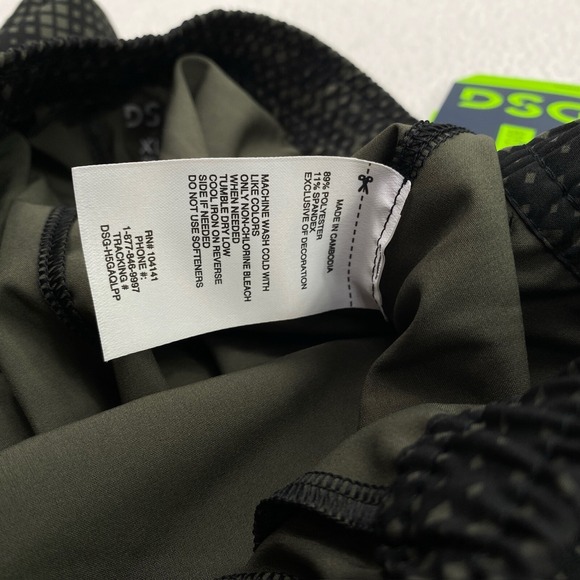 DSG
MADE IN CAMBODIA
89% POLYESTER
11% SPANDEX
EXCLUSIVE OF DECORATION
MACHINE WASH COLD WITH
LIKE COLORS
ONLY NON-CHLORINE BLEACH
WHEN NEEDED
TUMBLE DRY LOW
COOL IRON ON REVERSE
SIDE IF NEEDED
DO NOT USE SOFTENERS
RN# 104141
PHONE #:
1-877-846-9997
TRACKING #
DSG-H5GAQLPP